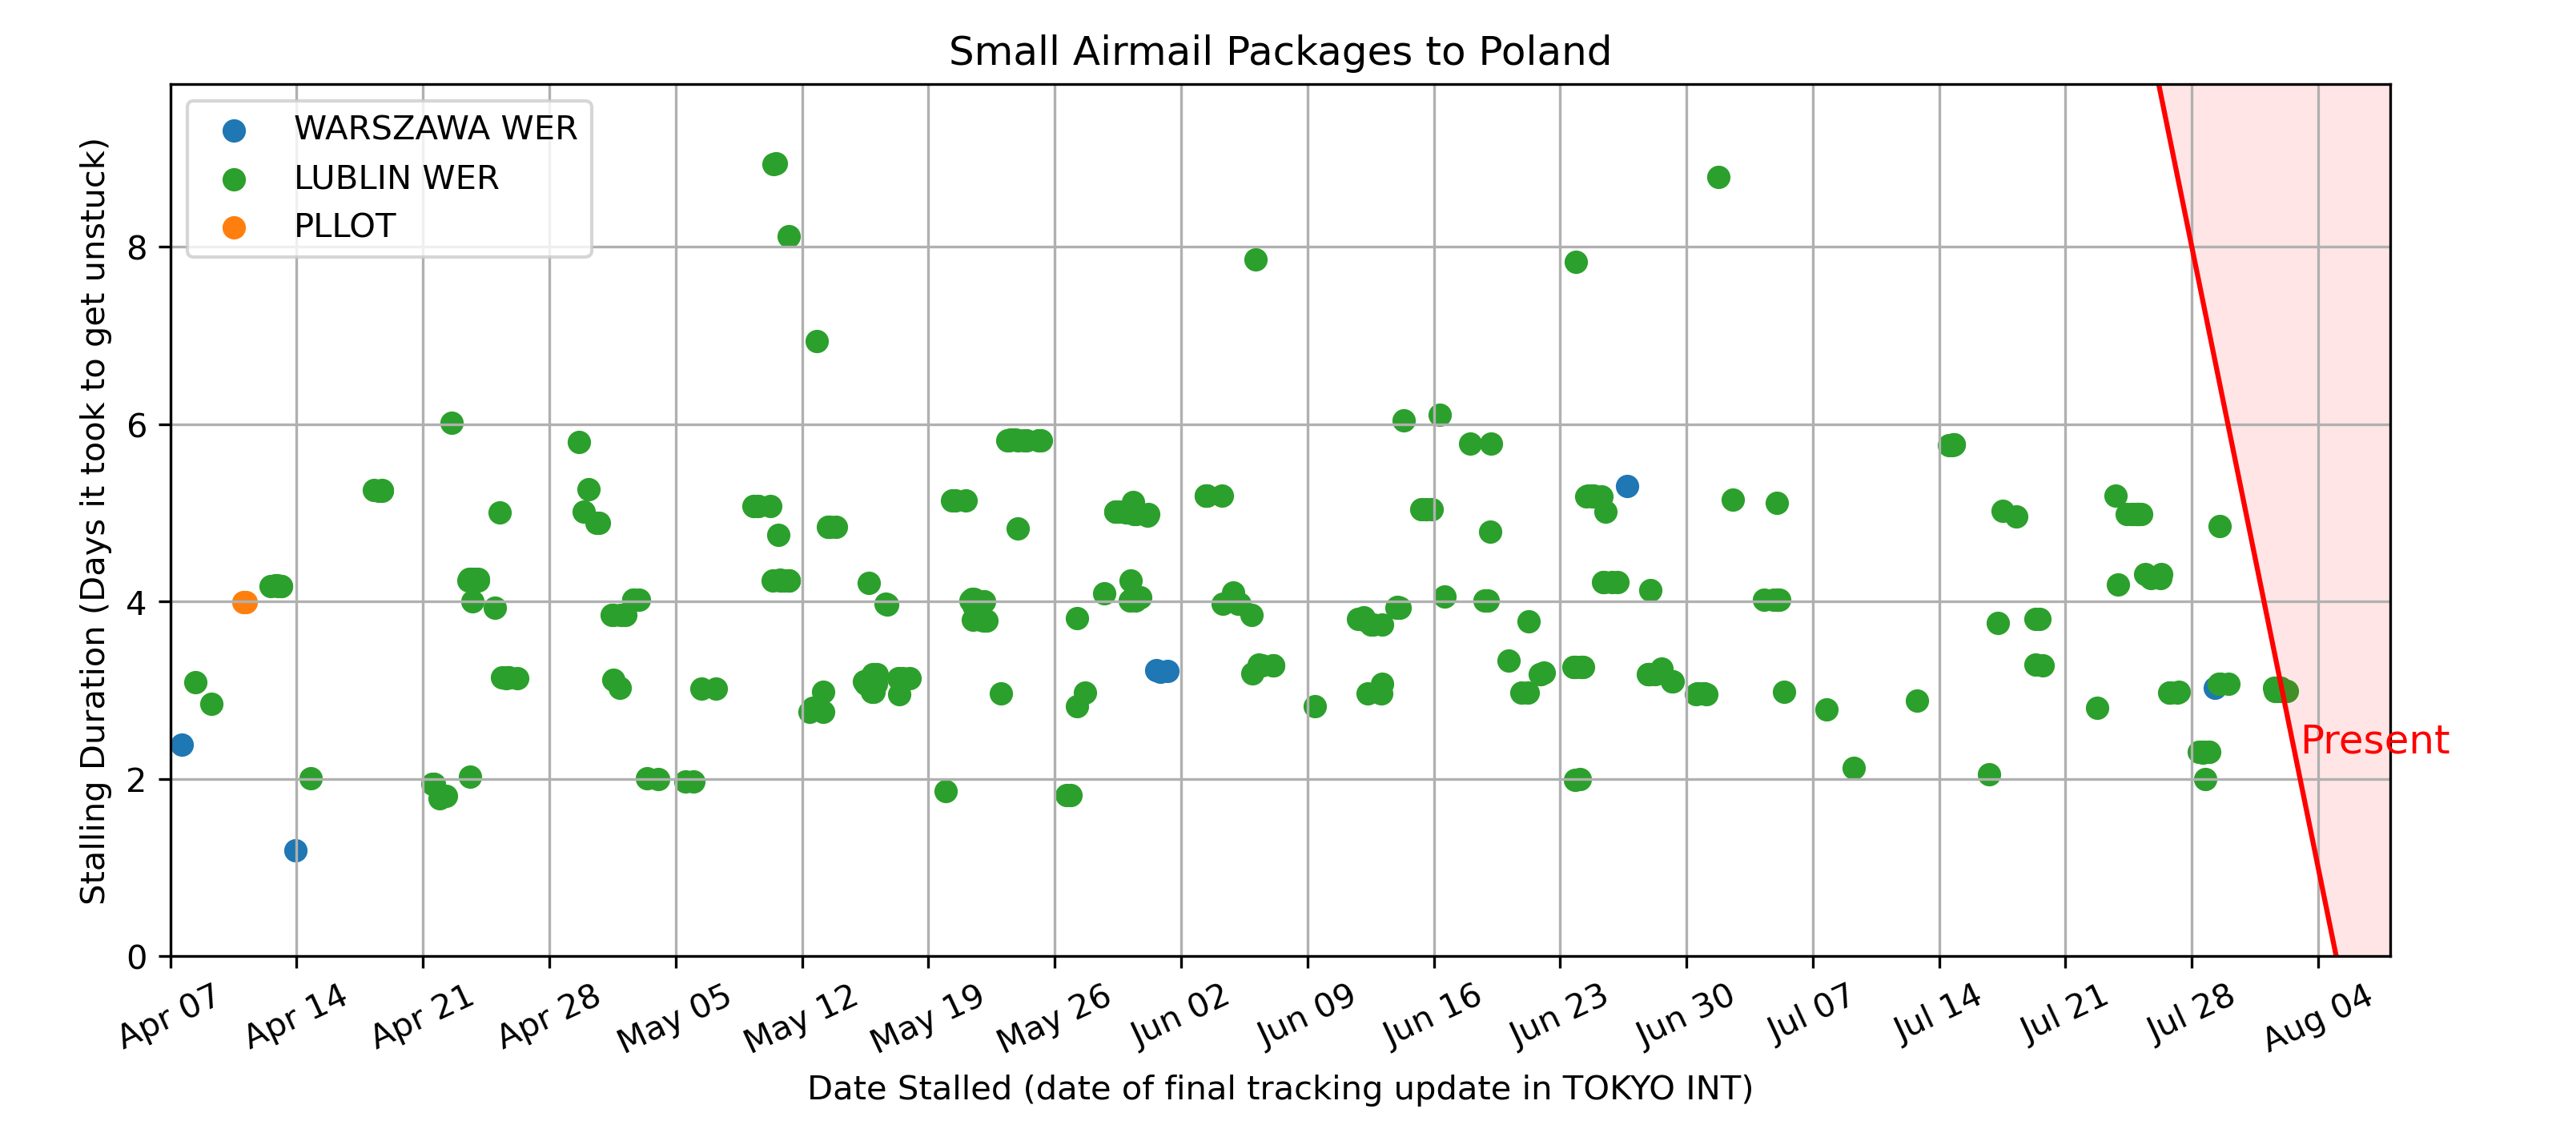 Small Airmail Packages to Poland
WARSZAWA WER
LUBLIN WER
PLLOT
Stalling Duration (Days it took to get unstuck)
8
6
4
2
0
Present
Apr 07
Apr 14
Apr 21
Apr 28
May 05
May 12
May 19
May 26
Jun 02
Jun 09
Jun 16
Jun 23
Jun 30
Jul 07
Jul 14
Jul 21
Jul 28
Aug 04
Date Stalled (date of final tracking update in TOKYO INT)